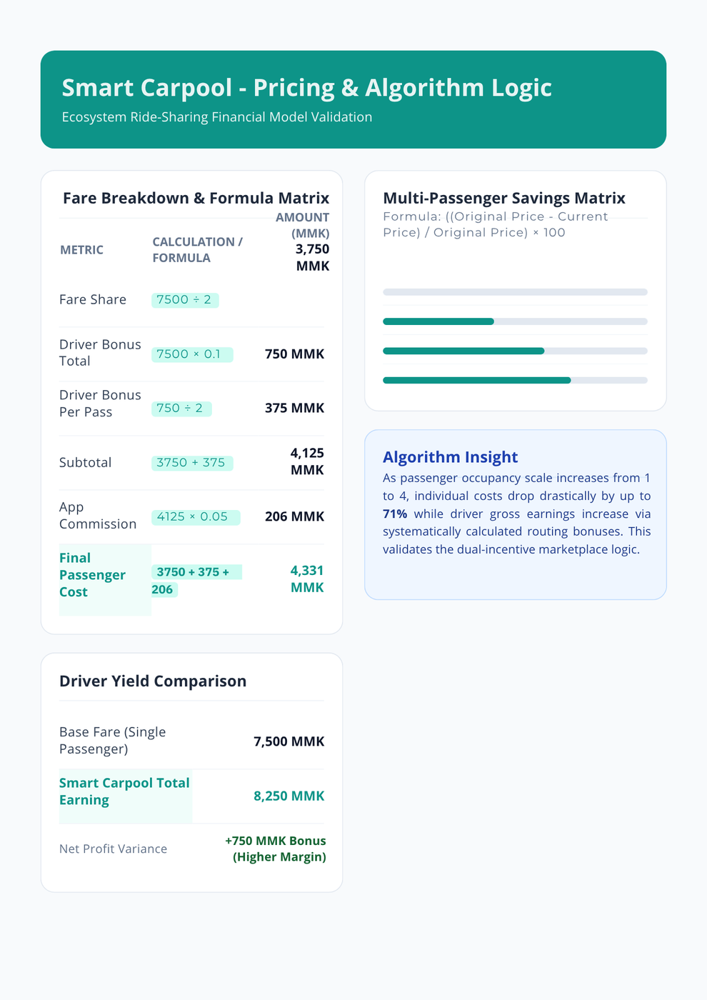 Smart Carpool - Pricing & Algorithm Logic
Ecosystem Ride-Sharing Financial Model Validation
Fare Breakdown & Formula Matrix
METRIC
CALCULATION /
FORMULA
AMOUNT
(MMK)
3,750
MMK
Fare Share
7500 ÷ 2
Driver Bonus
Total
7500 × 0.1
750 MMK
Driver Bonus
Per Pass
750 ÷ 2
375 MMK
Subtotal
3750 + 375
4,125
MMK
App
Commission
4125 × 0.05
206 MMK
Final
Passenger
Cost
3750 + 375 +
206
4,331
MMK
Driver Yield Comparison
Base Fare (Single
Passenger)
7,500 MMK
Smart Carpool Total
Earning
8,250 MMK
Net Profit Variance
+750 MMK Bonus
(Higher Margin)
Multi-Passenger Savings Matrix
Formula: ((Original Price - Current
Price) / Original Price) × 100
Algorithm Insight
As passenger occupancy scale increases from 1
to 4, individual costs drop drastically by up to
71% while driver gross earnings increase via
systematically calculated routing bonuses. This
validates the dual-incentive marketplace logic.